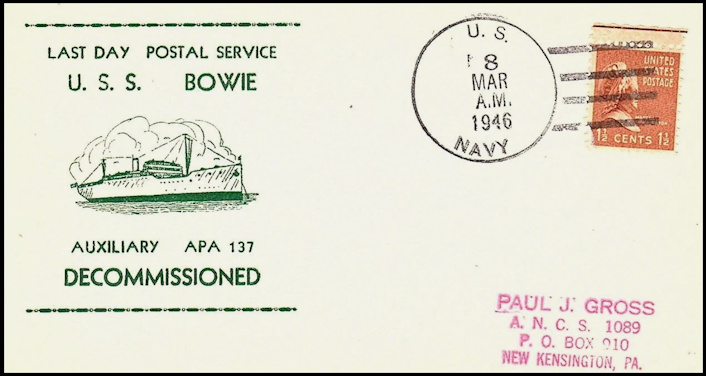 LAST DAY POSTAL SERVICE
U. S. S. BOWIE
AUXILIARY APA 137
DECOMMISSIONED
U. S.
8
MAR
A.M.
1946
NAVY
UNITED
STATES
POSTAGE
1½ CENTS 1½
PAUL J. GROSS
A. N. C. S. 1089
P. O. BOX 910
NEW KENSINGTON, PA.